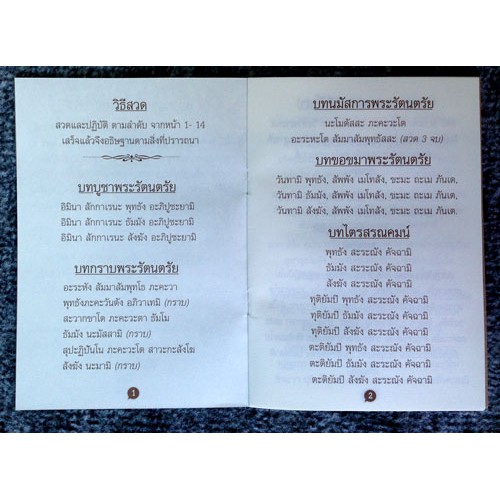 วิธีสวด
สวดและปฏิบัติ ตามลำดับ จากหน้า 1- 14
เสร็จแล้วจึงอธิษฐานตามสิ่งที่ปรารถนา
บทบูชาพระรัตนตรัย
อิมินา สักกาเรนะ พุทธัง อะภิปูชะยามิ
อิมินา สักกาเรนะ ธัมมัง อะภิปูชะยามิ
อิมินา สักกาเรนะ สังฆัง อะภิปูชะยามิ
บทกราบพระรัตนตรัย
อะระหัง สัมมาสัมพุทโธ ภะคะวา
พุทธังภะคะวันตัง อภิวาเทมิ (กราบ)
สะวากขาโต ภะคะวะตา ธัมโม
ธัมมัง นะมัสสามิ (กราบ)
สุปะฏิปันโน ภะคะวะโต สาวะกะสังโฆ
สังฆัง นะมามิ (กราบ)
1
บทนมัสการพระรัตนตรัย
นะโมตัสสะ ภะคะวะโต
อะระหะโต สัมมาสัมพุทธัสสะ (สวด 3 จบ)
บทขอขมาพระรัตนตรัย
วันทามิ พุทธัง, สัพพัง เมโทสัง, ขะมะ ถะเม ภันเต,
วันทามิ ธัมมัง, สัพพัง เมโทสัง, ขะมะ ถะเม ภันเต,
วันทามิ สังฆัง, สัพพัง เมโทสัง, ขะมะ ถะเม ภันเต.
บทไตรสรณคมน์
พุทธัง สะระณัง คัจฉามิ
ธัมมัง สะระณัง คัจฉามิ
สังฆัง สะระณัง คัจฉามิ
ทุติยัมปี พุทธัง สะระณัง คัจฉามิ
ทุติยัมปี ธัมมัง สะระณัง คัจฉามิ
ทุติยัมปี สังฆัง สะระณัง คัจฉามิ
ตะติยัมปี พุทธัง สะระณัง คัจฉามิ
ตะติยัมปี ธัมมัง สะระณัง คัจฉามิ
ตะติยัมปี สังฆัง สะระณัง คัจฉามิ
2